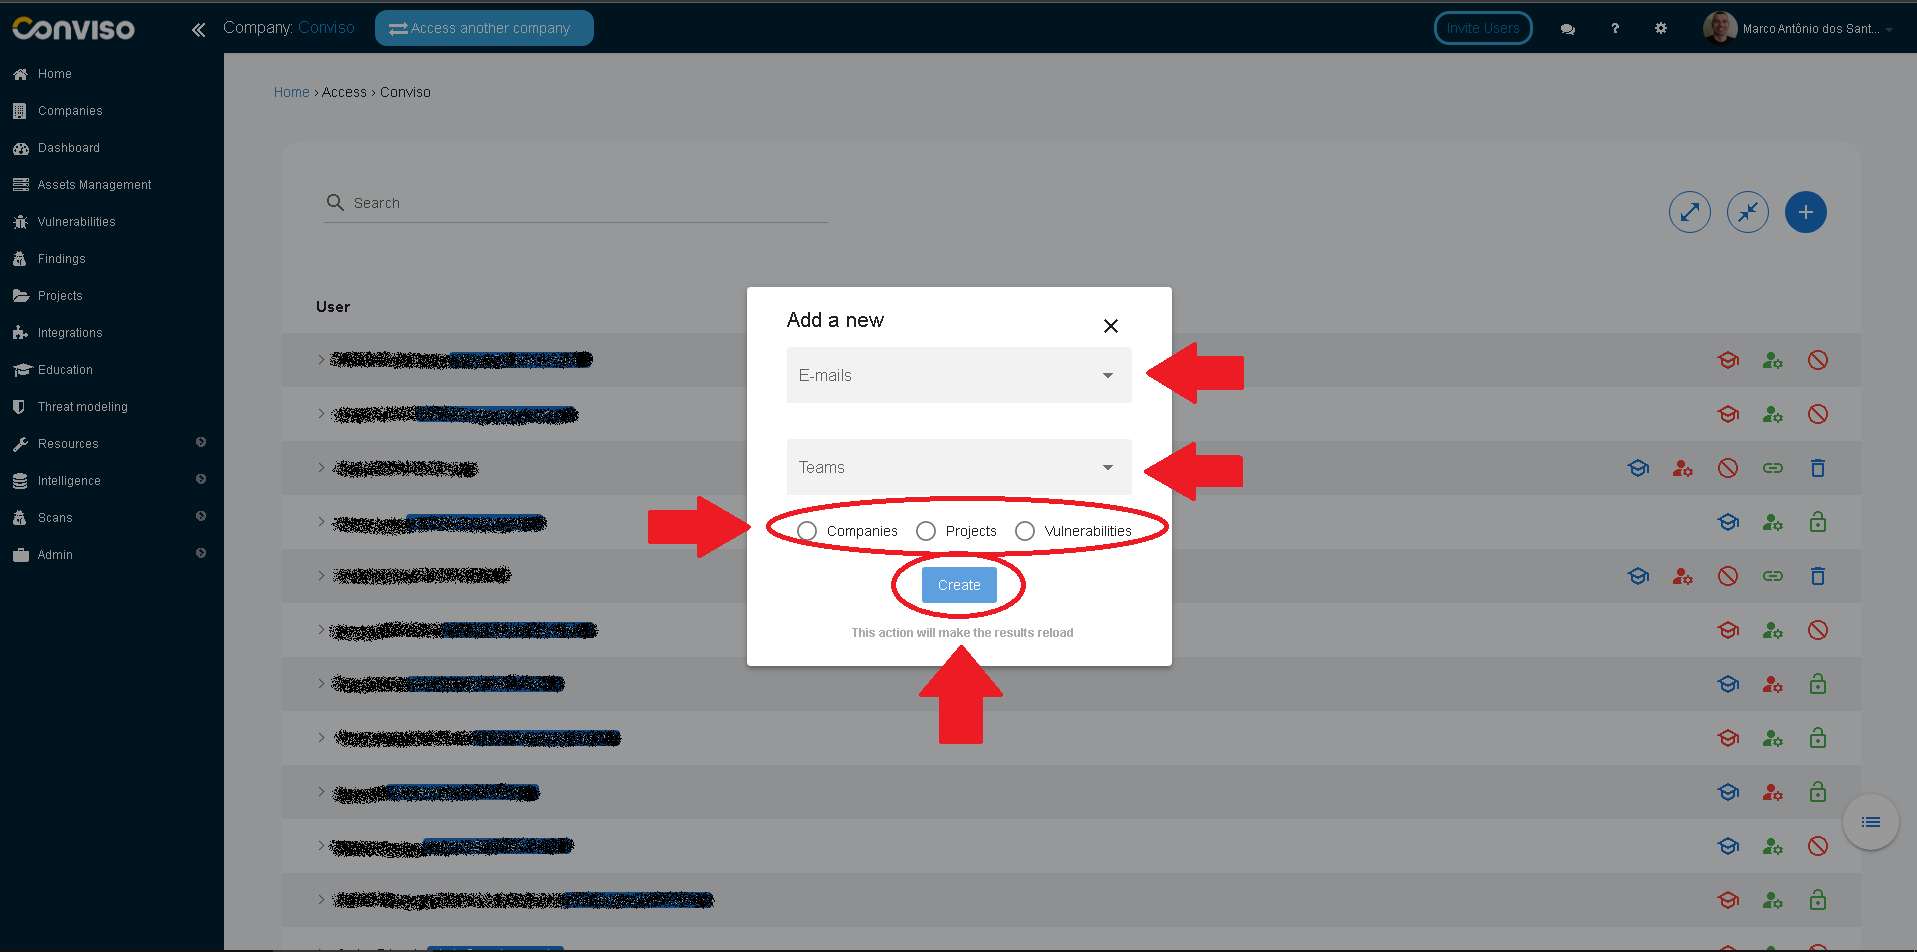 Conviso
Company: Conviso
Access another company
Invite Users
?
Marco Antônio dos Sant...
Home
Companies
Dashboard
Assets Management
Vulnerabilities
Findings
Projects
Integrations
Education
Threat modeling
Resources
Intelligence
Scans
Admin
Home › Access › Conviso
Search
User
Add a new
E-mails
Teams
Companies Projects Vulnerabilities
Create
This action will make the results reload